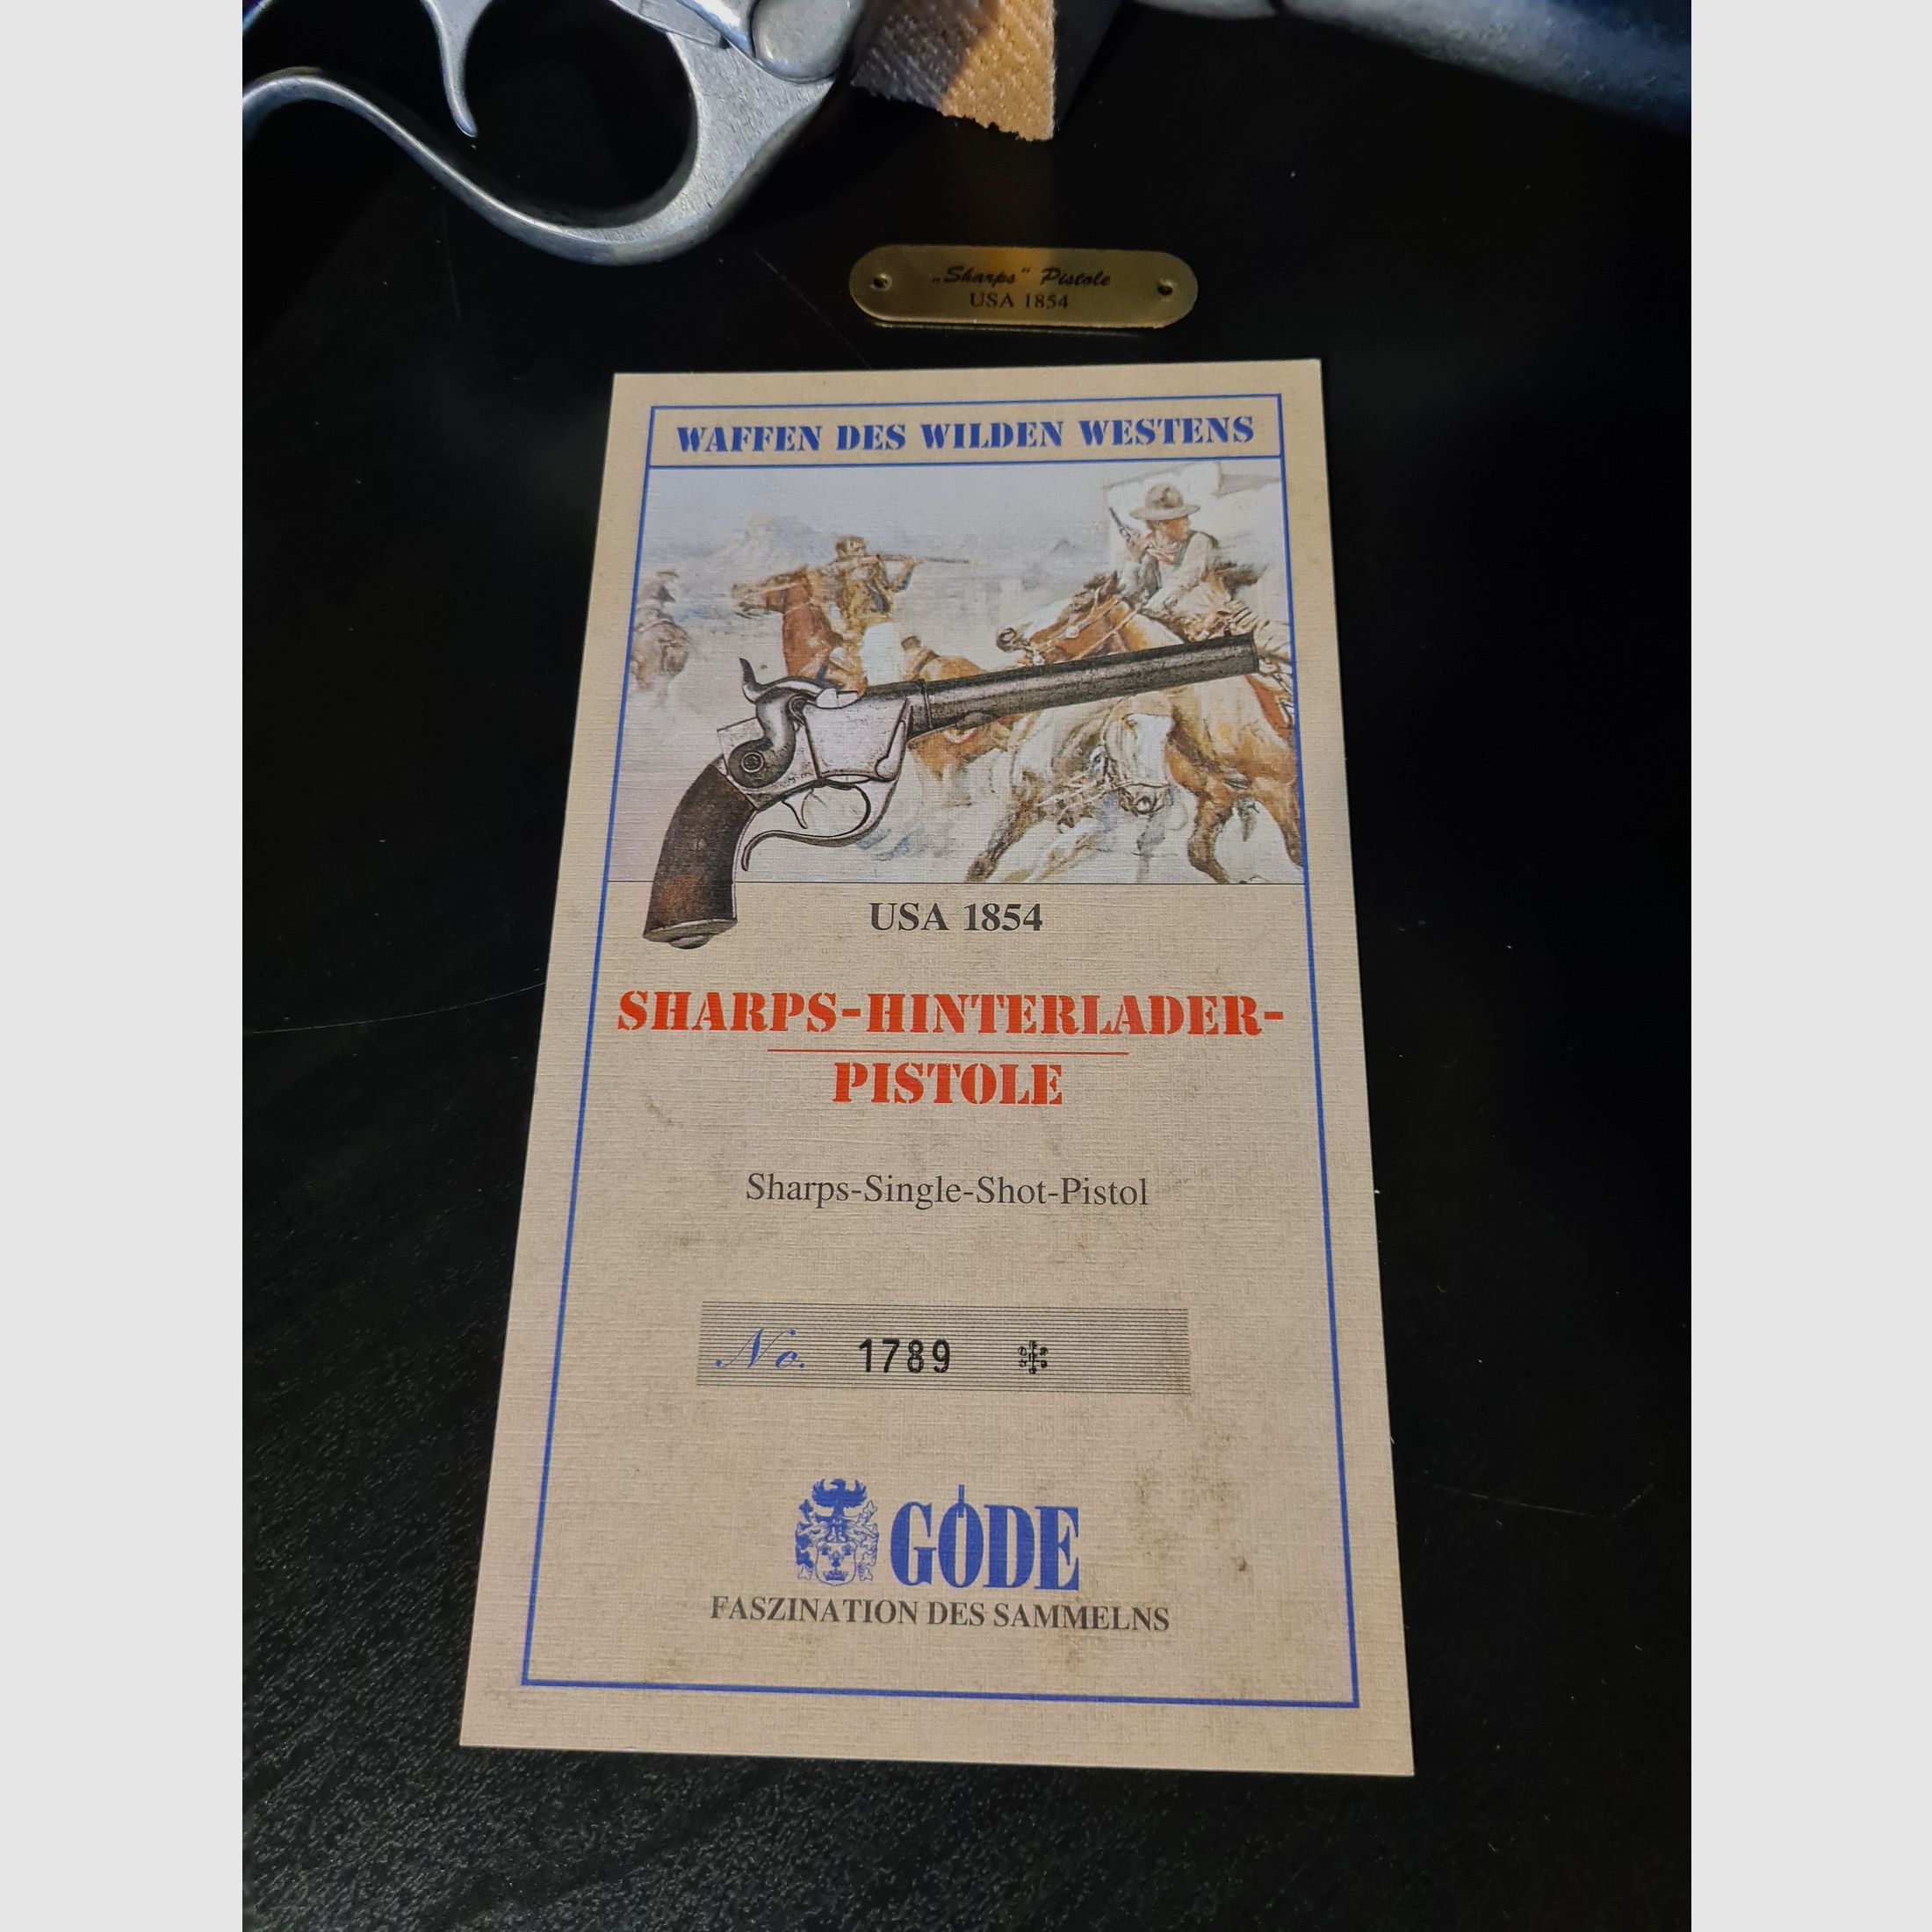 „Sharps“ Pistole
USA 1854
WAFFEN DES WILDEN WESTENS
USA 1854
SHARPS-HINTERLADER-
PISTOLE
Sharps-Single-Shot-Pistol
No. 1789 *
GÖDE
FASZINATION DES SAMMELNS